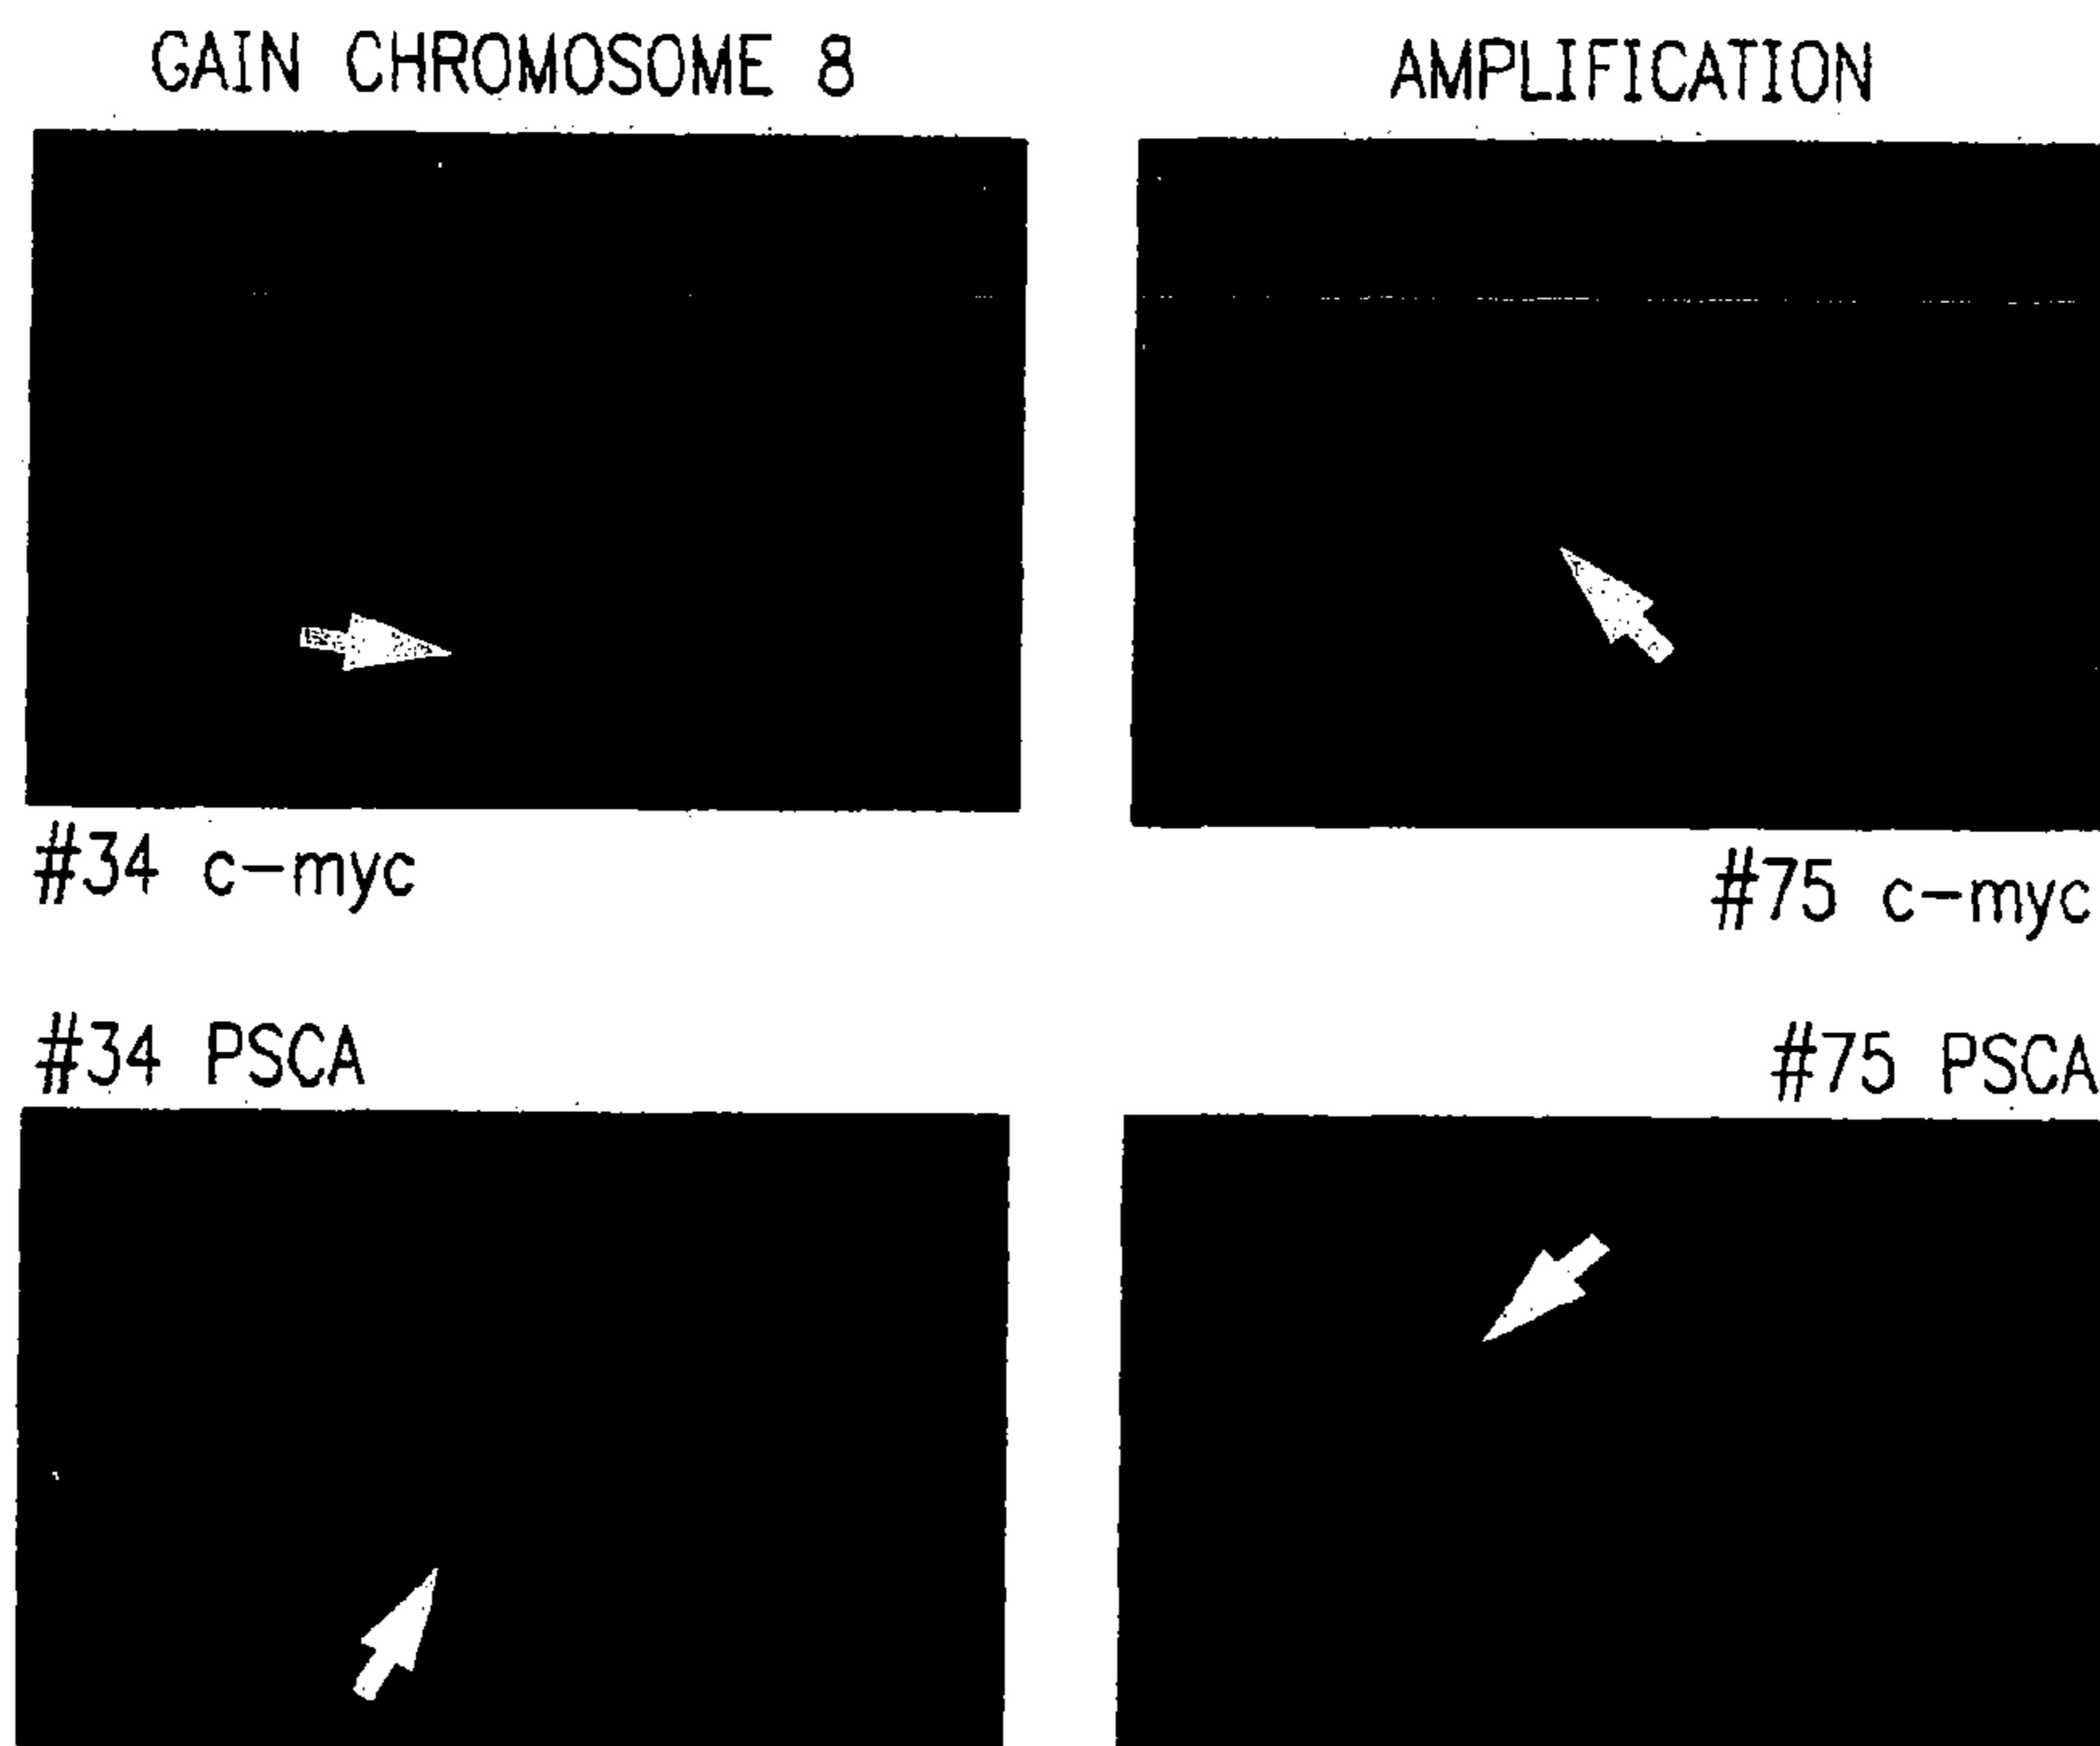 GAIN CHROMOSOME 8
AMPLIFICATION
#34 c-myc
#75 c-myc
#34 PSCA
#75 PSCA